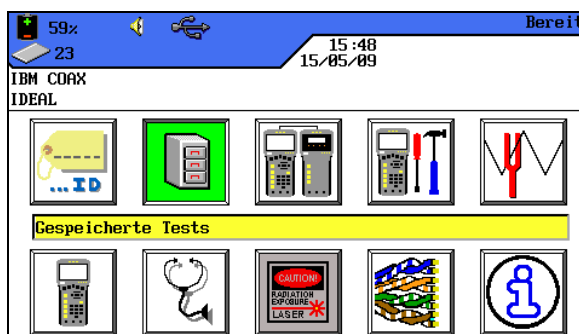 59% Bereit
23
15:48
15/05/09
IBM COAX
IDEAL
...ID
Gespeicherte Tests
CAUTION!
RADIATION
EXPOSURE
LASER